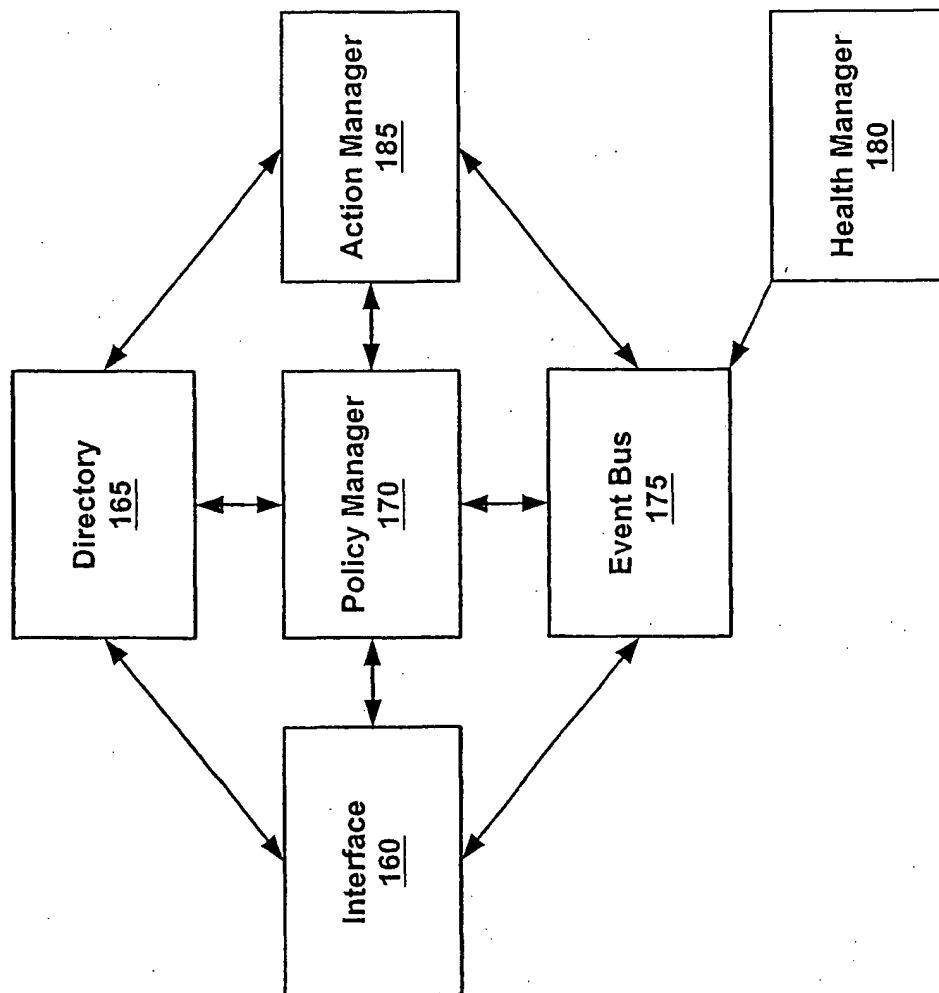 Directory
165
Interface
160
Policy Manager
170
Action Manager
185
Event Bus
175
Health Manager
180